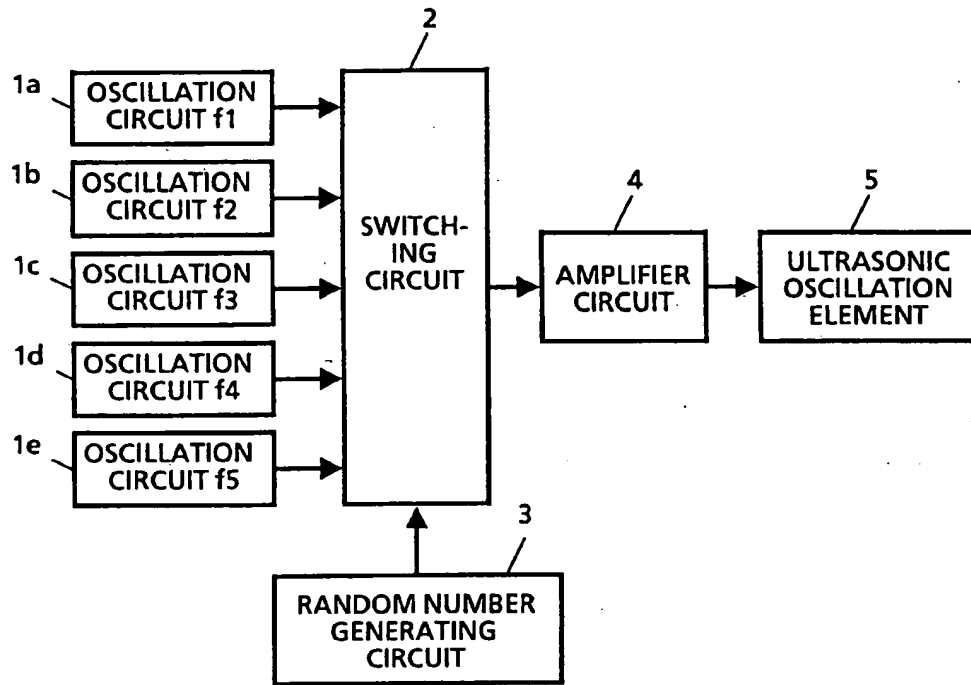 2
1a
OSCILLATION
CIRCUIT f1
1b
OSCILLATION
CIRCUIT f2
1c
OSCILLATION
CIRCUIT f3
1d
OSCILLATION
CIRCUIT f4
1e
OSCILLATION
CIRCUIT f5
SWITCH-
ING
CIRCUIT
4
AMPLIFIER
CIRCUIT
5
ULTRASONIC
OSCILLATION
ELEMENT
3
RANDOM NUMBER
GENERATING
CIRCUIT